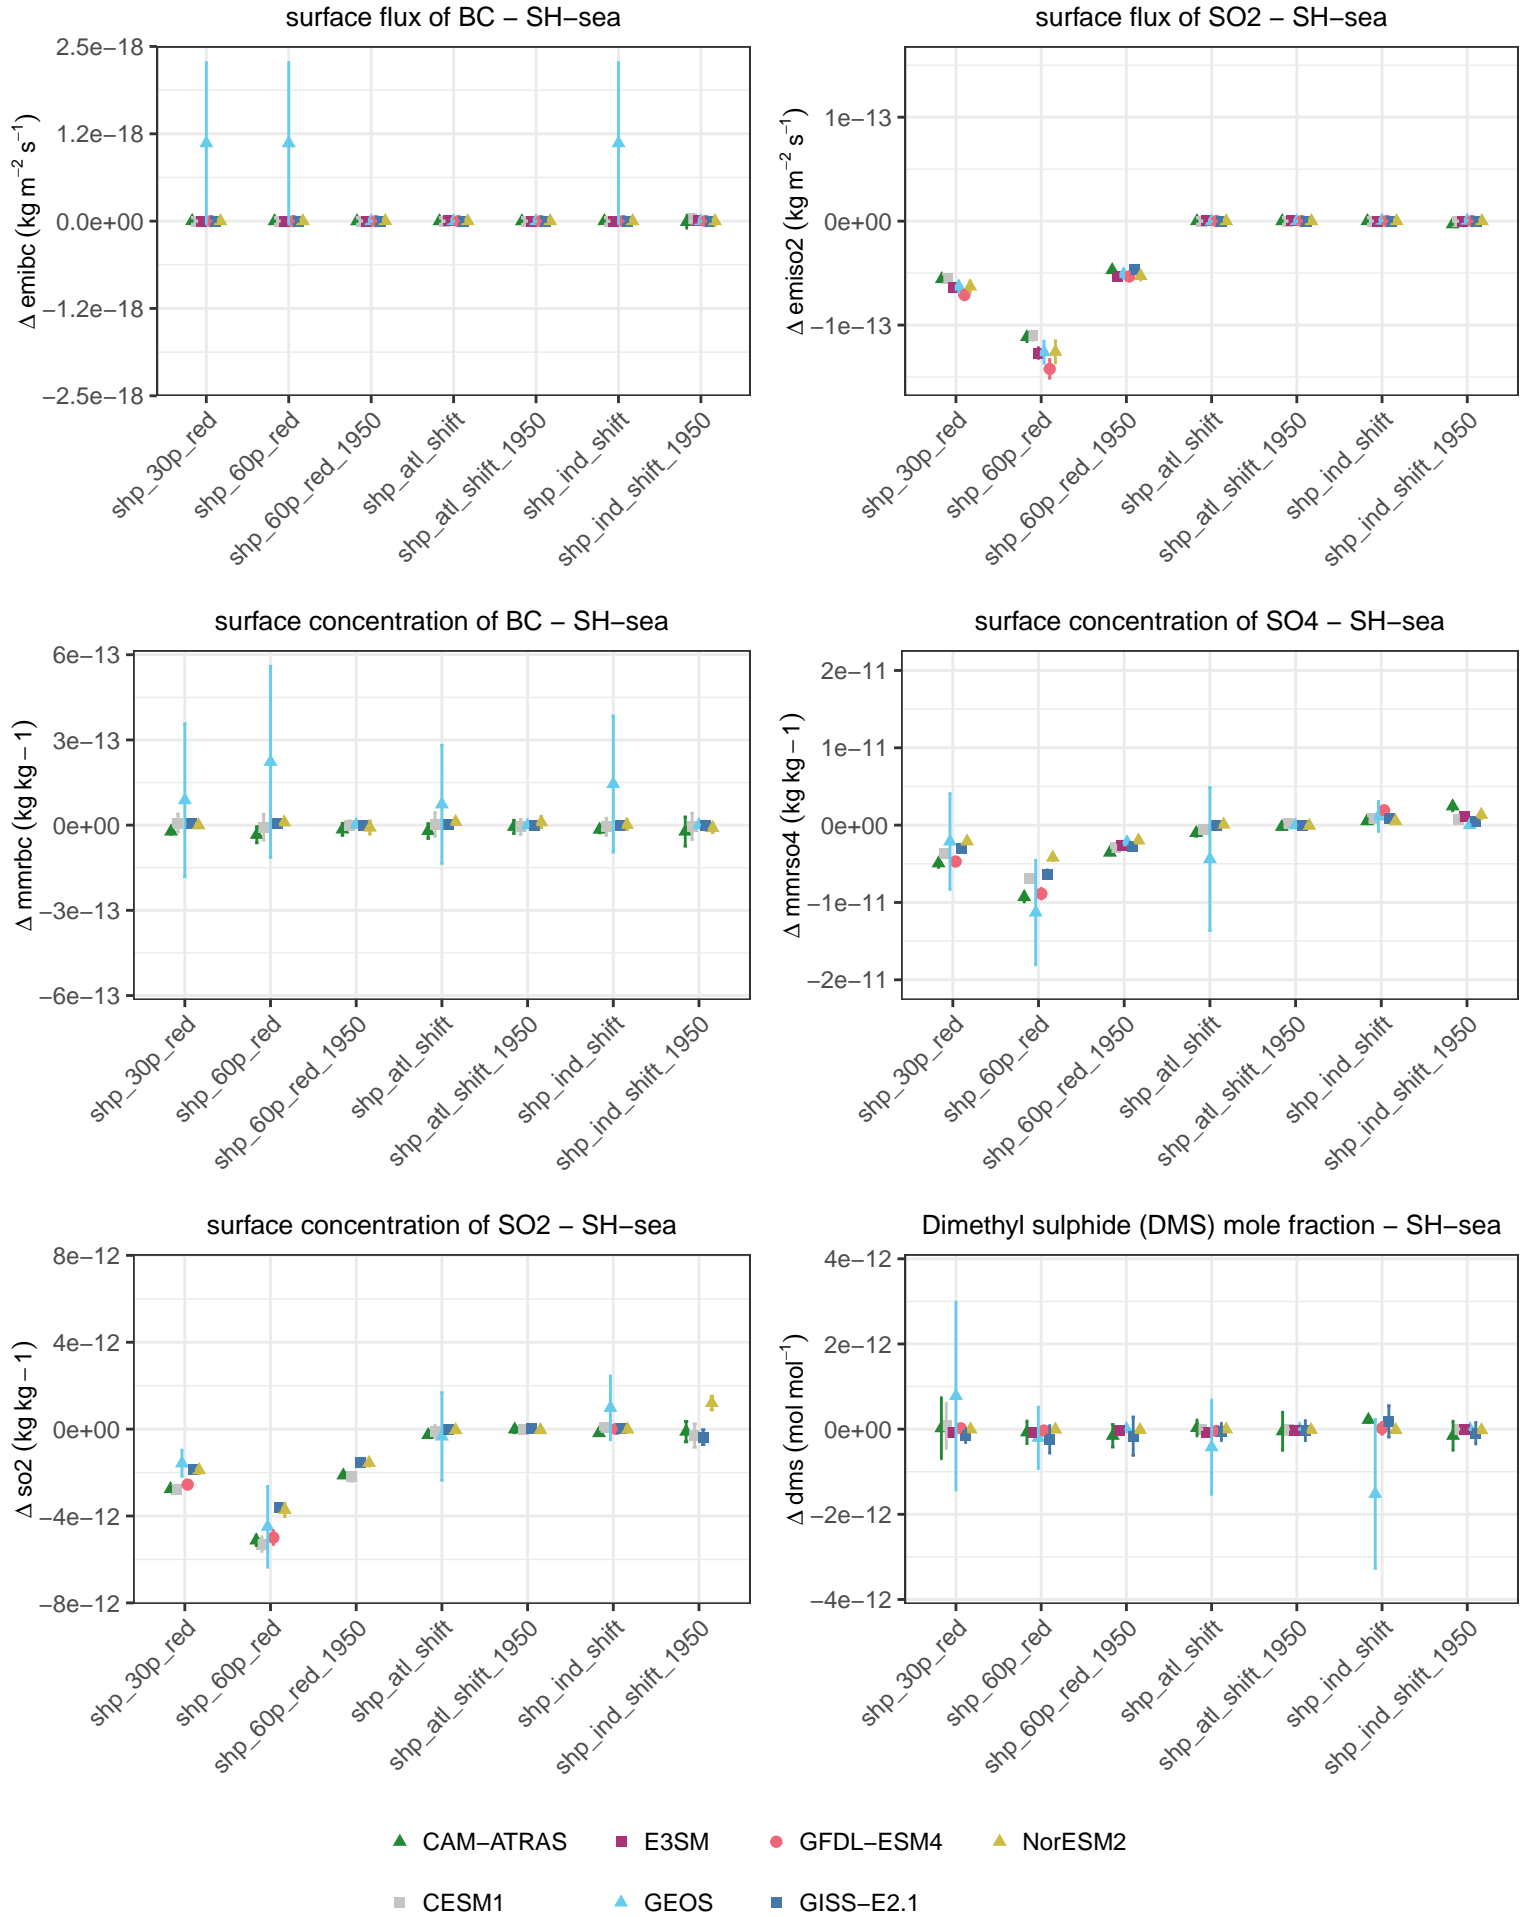 surface flux of BC − SH−sea
Δ emibc (kg m−2 s−1)
2.5e−18
1.2e−18
0.0e+00
−1.2e−18
−2.5e−18
shp_30p_red
shp_60p_red
shp_60p_red_1950
shp_atl_shift
shp_atl_shift_1950
shp_ind_shift
shp_ind_shift_1950
surface flux of SO2 − SH−sea
Δ emiso2 (kg m−2 s−1)
1e−13
0e+00
−1e−13
shp_30p_red
shp_60p_red
shp_60p_red_1950
shp_atl_shift
shp_atl_shift_1950
shp_ind_shift
shp_ind_shift_1950
surface concentration of BC − SH−sea
Δ mmrbc (kg kg − 1)
6e−13
3e−13
0e+00
−3e−13
−6e−13
shp_30p_red
shp_60p_red
shp_60p_red_1950
shp_atl_shift
shp_atl_shift_1950
shp_ind_shift
shp_ind_shift_1950
surface concentration of SO4 − SH−sea
Δ mmrso4 (kg kg − 1)
2e−11
1e−11
0e+00
−1e−11
−2e−11
shp_30p_red
shp_60p_red
shp_60p_red_1950
shp_atl_shift
shp_atl_shift_1950
shp_ind_shift
shp_ind_shift_1950
surface concentration of SO2 − SH−sea
Δ so2 (kg kg − 1)
8e−12
4e−12
0e+00
−4e−12
−8e−12
shp_30p_red
shp_60p_red
shp_60p_red_1950
shp_atl_shift
shp_atl_shift_1950
shp_ind_shift
shp_ind_shift_1950
Dimethyl sulphide (DMS) mole fraction − SH−sea
Δ dms (mol mol−1)
4e−12
2e−12
0e+00
−2e−12
−4e−12
shp_30p_red
shp_60p_red
shp_60p_red_1950
shp_atl_shift
shp_atl_shift_1950
shp_ind_shift
shp_ind_shift_1950
CAM−ATRAS E3SM GFDL−ESM4 NorESM2
CESM1 GEOS GISS−E2.1